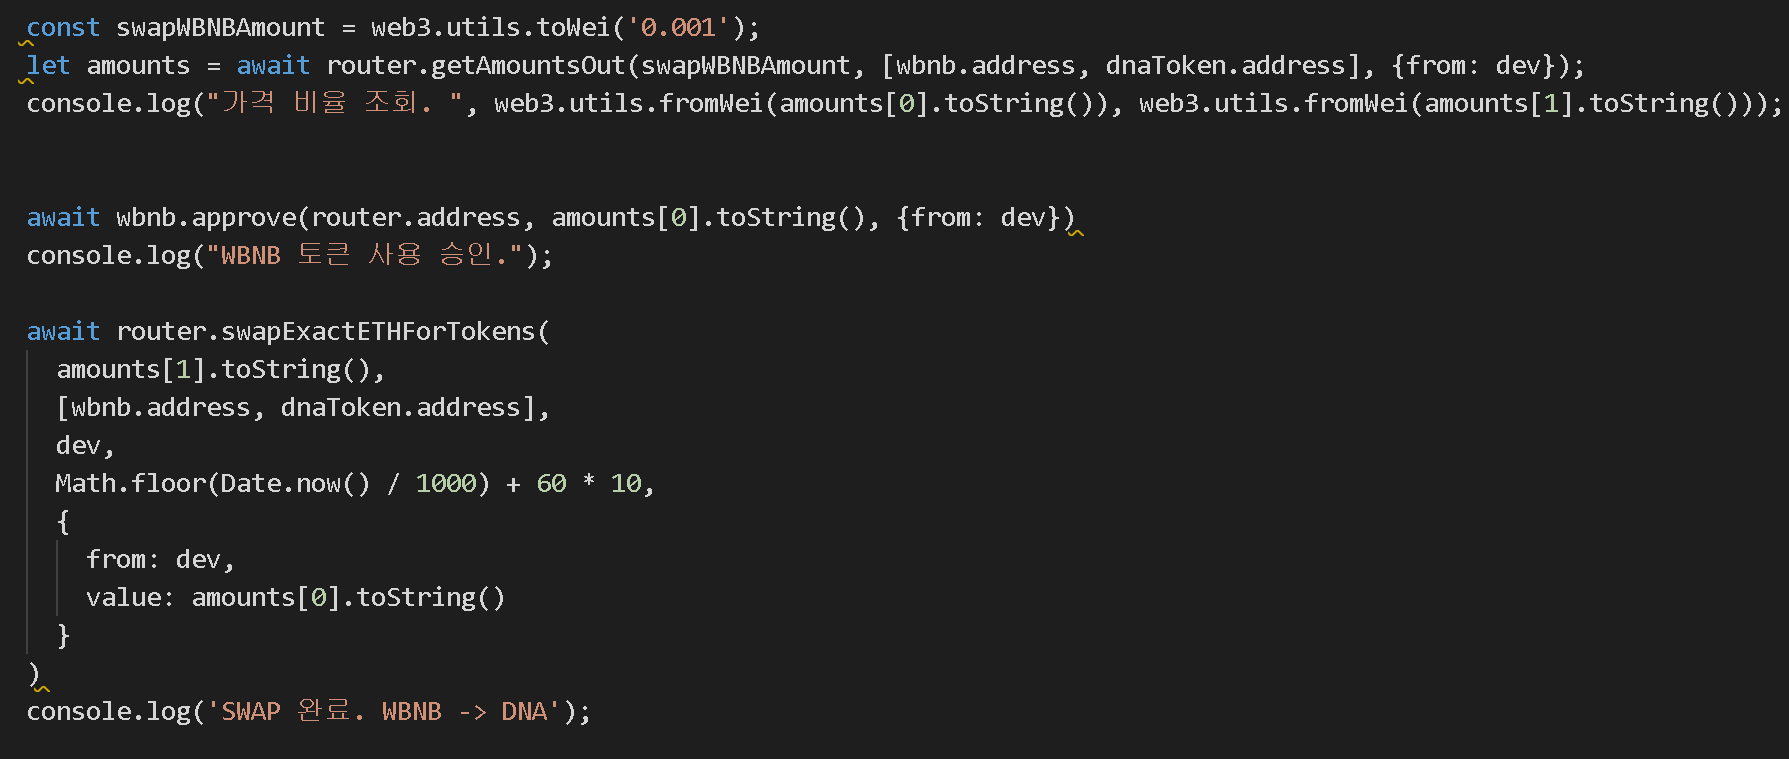 const swapWBNBAmount = web3.utils.toWei('0.001');
let amounts = await router.getAmountsOut(swapWBNBAmount, [wbnb.address, dnaToken.address], {from: dev});
console.log("가격 비율 조회. ", web3.utils.fromWei(amounts[0].toString()), web3.utils.fromWei(amounts[1].toString()));
await wbnb.approve(router.address, amounts[0].toString(), {from: dev})
console.log("WBNB 토큰 사용 승인.");
await router.swapExactETHForTokens(
amounts[1].toString(),
[wbnb.address, dnaToken.address],
dev,
Math.floor(Date.now() / 1000) + 60 * 10,
{
from: dev,
value: amounts[0].toString()
}
)
console.log('SWAP 완료. WBNB -> DNA');